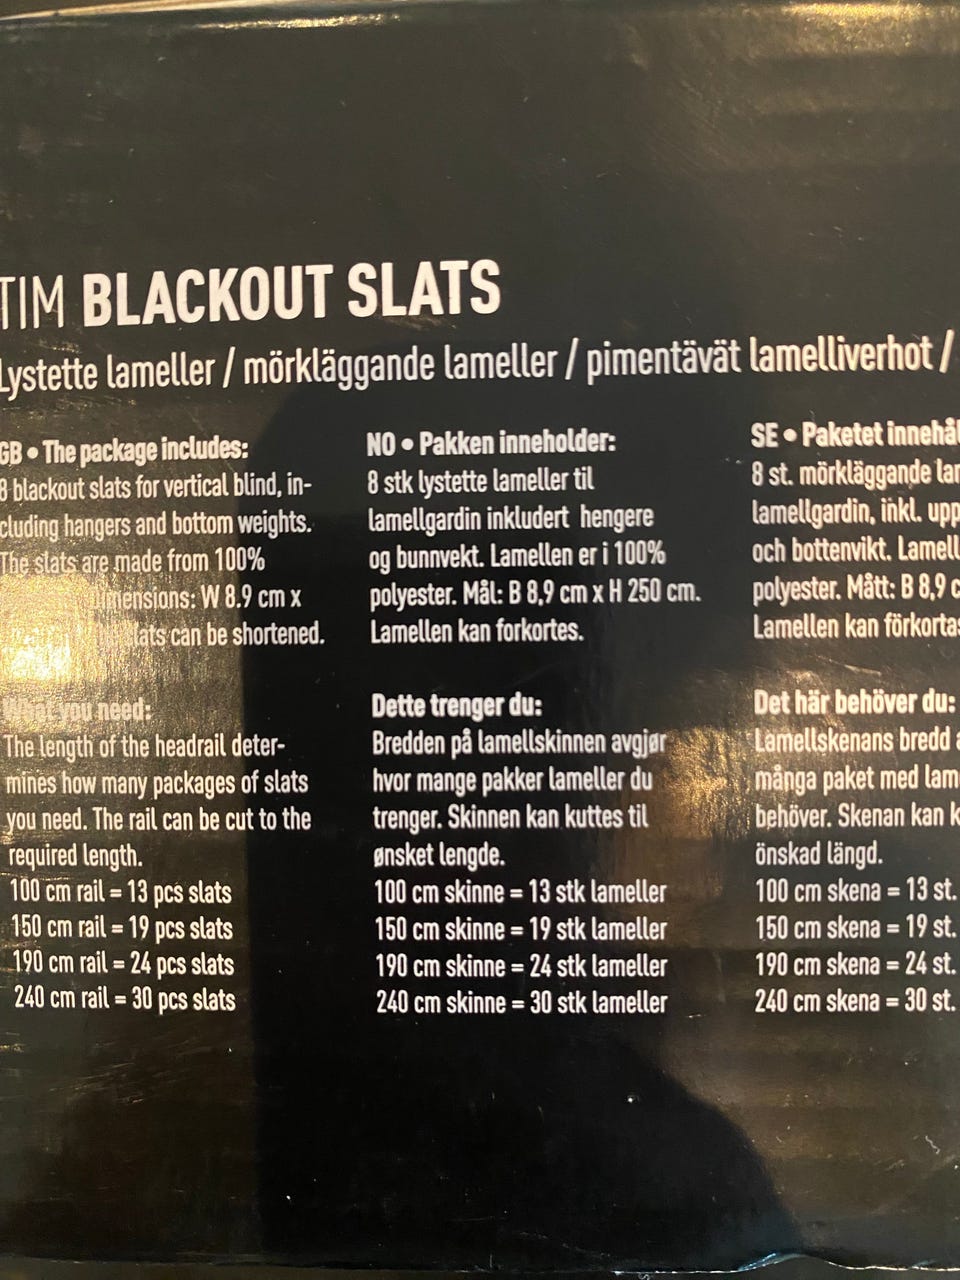 TIM BLACKOUT SLATS
Lystette lameller / mörkläggande lameller / pimentävät lamelliverhot /
GB • The package includes:
8 blackout slats for vertical blind, in-
cluding hangers and bottom weights.
The slats are made from 100%
dimensions: W 8.9 cm x
slats can be shortened.
What you need:
The length of the headrail deter-
mines how many packages of slats
you need. The rail can be cut to the
required length.
100 cm rail = 13 pcs slats
150 cm rail = 19 pcs slats
190 cm rail = 24 pcs slats
240 cm rail = 30 pcs slats
NO • Pakken inneholder:
8 stk lystette lameller til
lamellgardin inkludert hengere
og bunnvekt. Lamellen er i 100%
polyester. Mål: B 8,9 cm x H 250 cm.
Lamellen kan forkortes.
Dette trenger du:
Bredden på lamellskinnen avgjør
hvor mange pakker lameller du
trenger. Skinnen kan kuttes til
ønsket lengde.
100 cm skinne = 13 stk lameller
150 cm skinne = 19 stk lameller
190 cm skinne = 24 stk lameller
240 cm skinne = 30 stk lameller
SE • Paketet innehål
8 st. mörkläggande lam
lamellgardin, inkl. upp
och bottenvikt. Lamell
polyester. Mått: B 8,9 c
Lamellen kan förkortas
Det här behöver du:
Lamellskenans bredd a
många paket med lam
behöver. Skenan kan k
önskad längd.
100 cm skena = 13 st.
150 cm skena = 19 st.
190 cm skena = 24 st.
240 cm skena = 30 st.